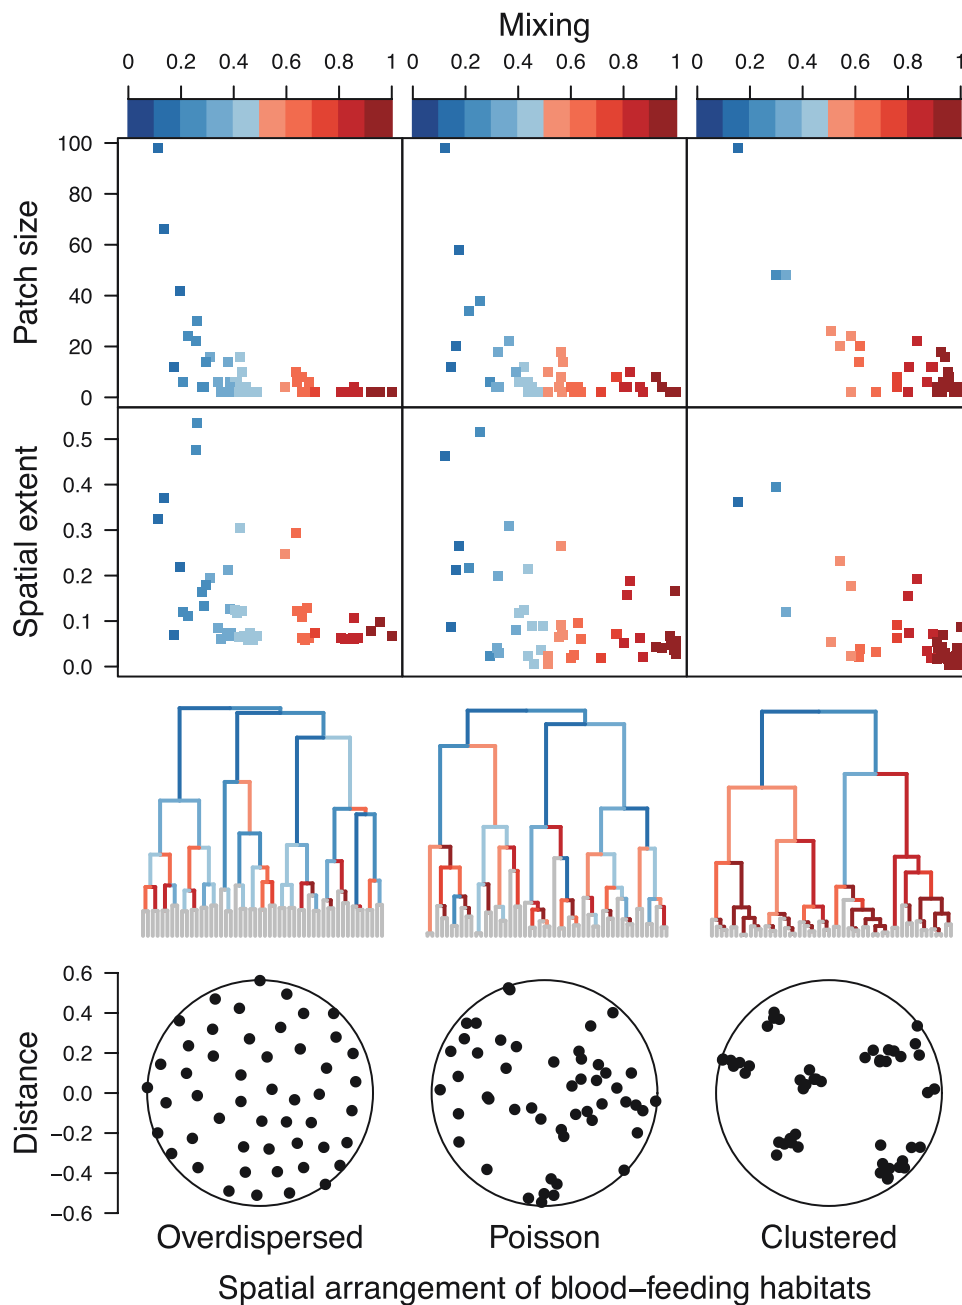 Mixing
0 0.2 0.4 0.6 0.8 1 0 0.2 0.4 0.6 0.8 1 0 0.2 0.4 0.6 0.8 1
Patch size
100
80
60
40
20
0
Spatial extent
0.5
0.4
0.3
0.2
0.1
0.0
Distance
0.6
0.4
0.2
0.0
−0.2
−0.4
−0.6
Overdispersed Poisson Clustered
Spatial arrangement of blood−feeding habitats